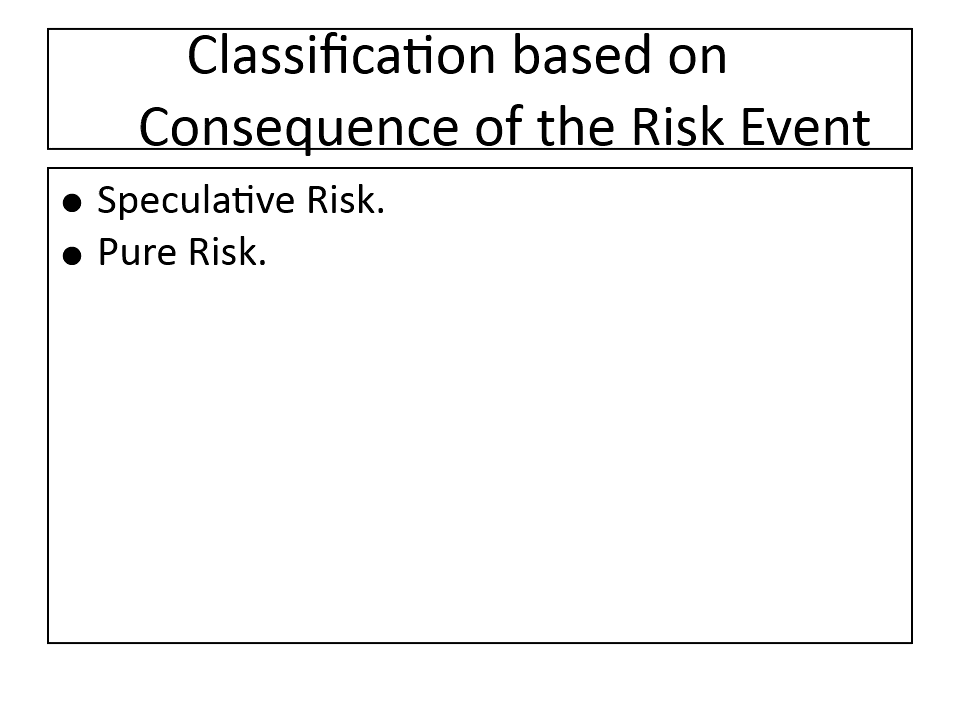 Classification based on
Consequence of the Risk Event
● Speculative Risk.
● Pure Risk.